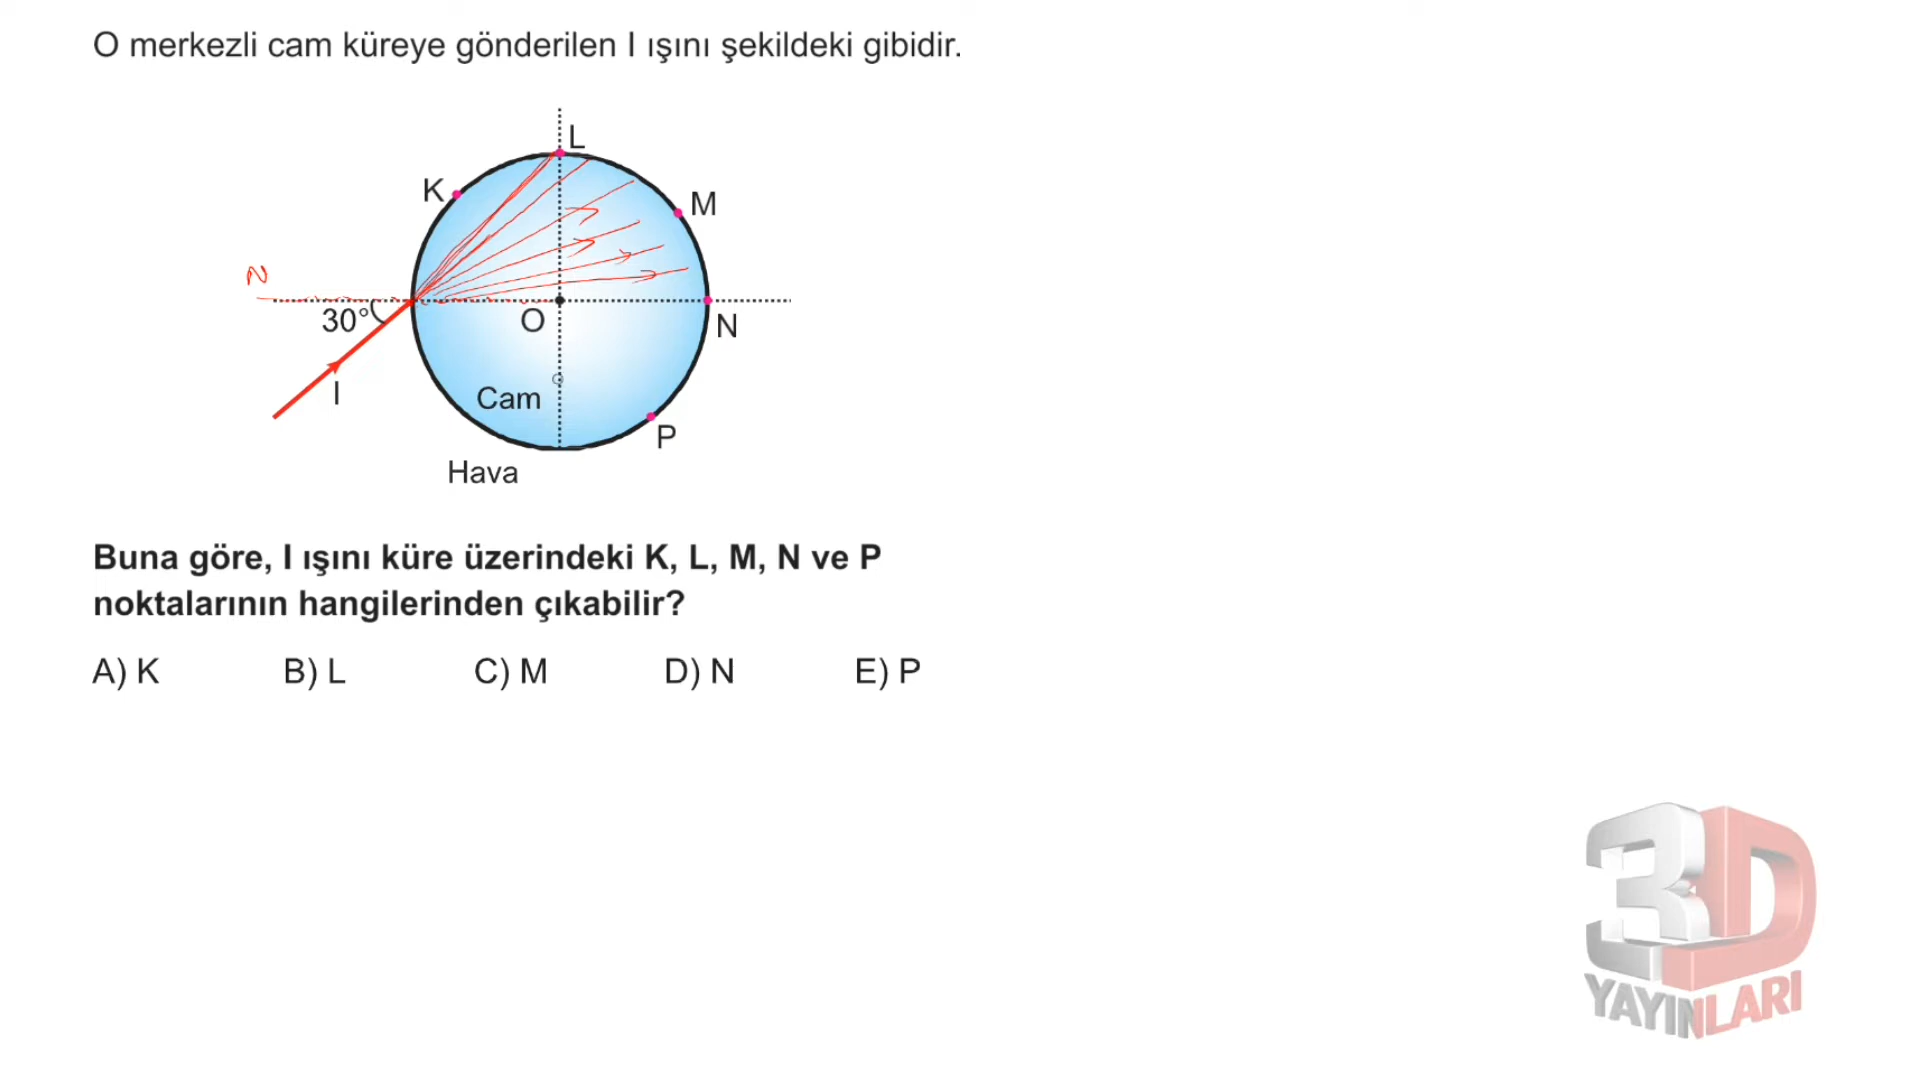 O merkezli cam küreye gönderilen I ışını şekildeki gibidir.
L
K
M
N
30°
O
N
I
Cam
P
Hava
Buna göre, I ışını küre üzerindeki K, L, M, N ve P
noktalarının hangilerinden çıkabilir?
A) K B) L C) M D) N E) P
3D
YAYINLARI